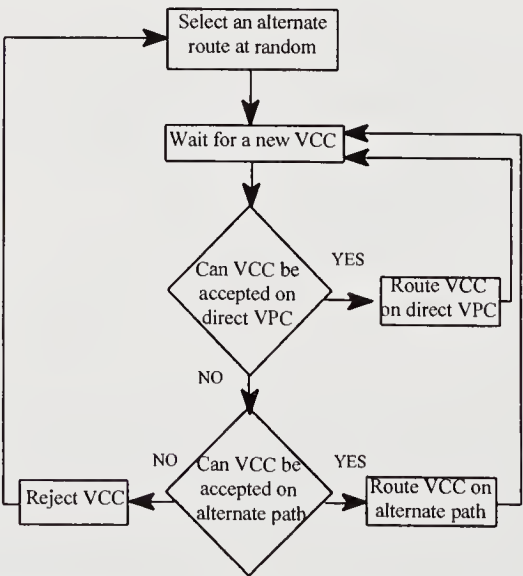 Select an alternate
route at random
Wait for a new VCC
Can VCC be
accepted on
direct VPC
YES
Route VCC
on direct VPC
NO
Can VCC be
accepted on
alternate path
NO
YES
Reject VCC
Route VCC on
alternate path